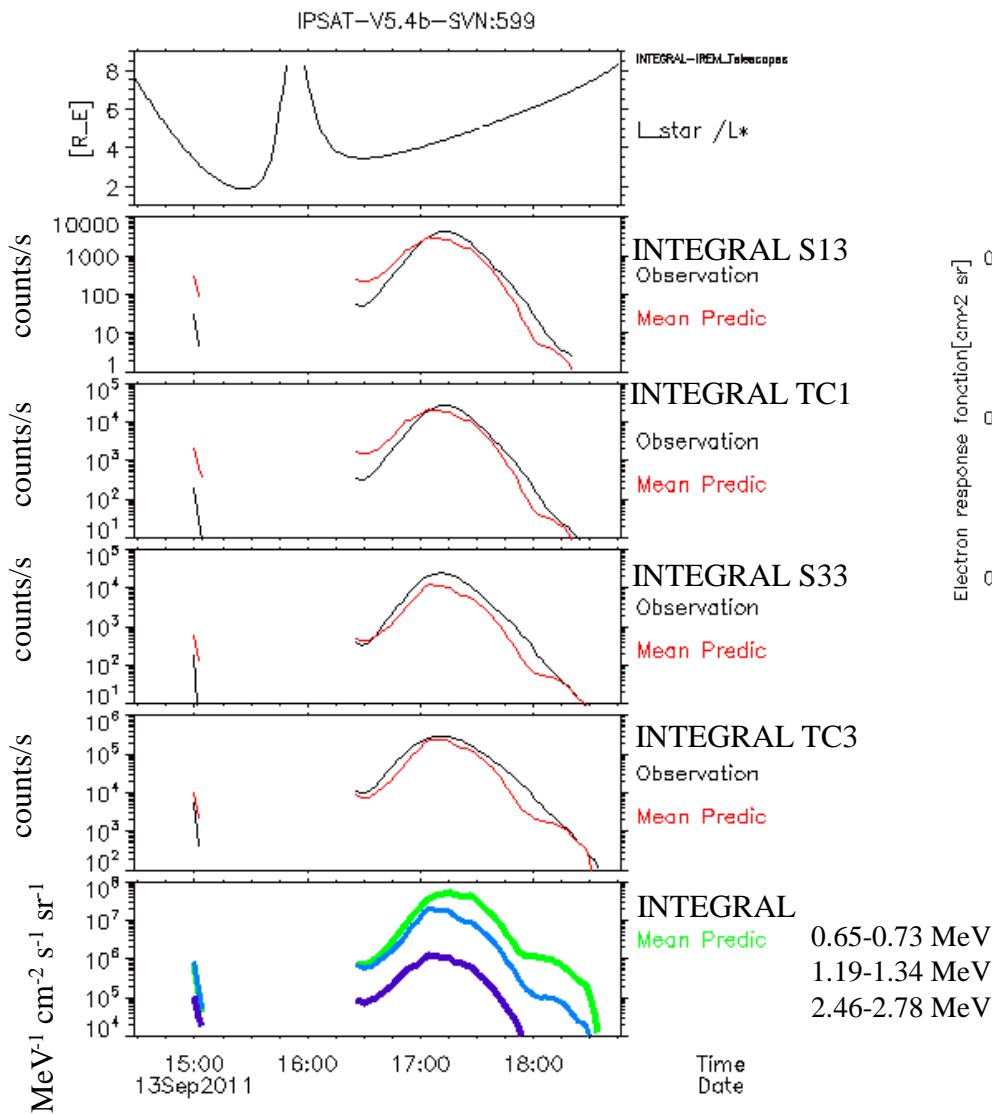 IPSAT-V5.4b-SVN:599
INTEGRAL-IREM_Telescopes
[R_E]
8
6
4
2
L_star /L*
counts/s
10000
1000
100
10
1
INTEGRAL S13
Observation
Mean Predic
counts/s
10^5
10^4
10^3
10^2
10^1
INTEGRAL TC1
Observation
Mean Predic
counts/s
10^5
10^4
10^3
10^2
10^1
INTEGRAL S33
Observation
Mean Predic
counts/s
10^6
10^5
10^4
10^3
10^2
INTEGRAL TC3
Observation
Mean Predic
MeV^-1 cm^-2 s^-1 sr^-1
10^8
10^7
10^6
10^5
10^4
INTEGRAL
Mean Predic
0.65-0.73 MeV
1.19-1.34 MeV
2.46-2.78 MeV
15:00 16:00 17:00 18:00 Time
13Sep2011 Date
Electron response fonction[cm^2 sr]
0
0
0